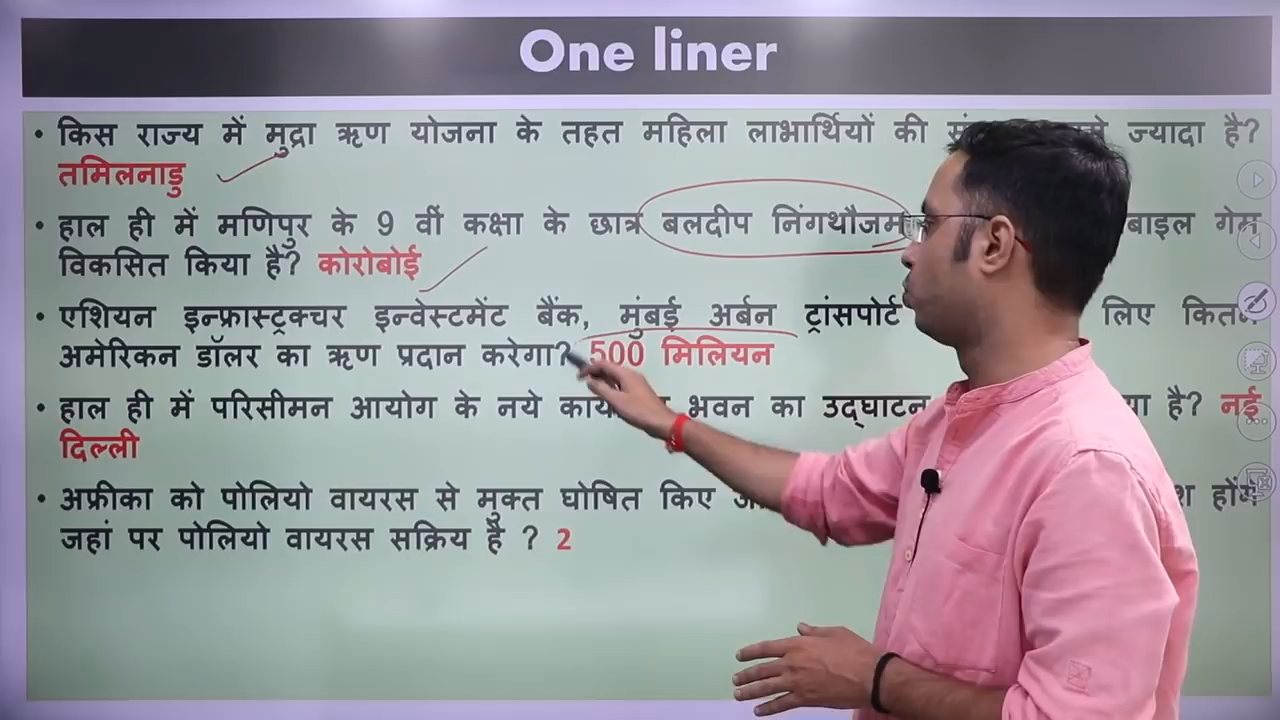 One liner
• किस राज्य में मुद्रा ऋण योजना के तहत महिला लाभार्थियों की ज्यादा है?
तमिलनाडु
• हाल ही में मणिपुर के 9 वीं कक्षा के छात्र बलदीप निंगथौजम गेम
विकसित किया है? कोरोबोई
• एशियन इन्फ्रास्ट्रक्चर इन्वेस्टमेंट बैंक, मुंबई अर्बन ट्रांसपोर्ट लिए कितने
अमेरिकन डॉलर का ऋण प्रदान करेगा? 500 मिलियन
• हाल ही में परिसीमन आयोग के नये भवन का उद्घाटन है? नई
दिल्ली
• अफ्रीका को पोलियो वायरस से मुक्त घोषित किए होंगे
जहां पर पोलियो वायरस सक्रिय है ? 2